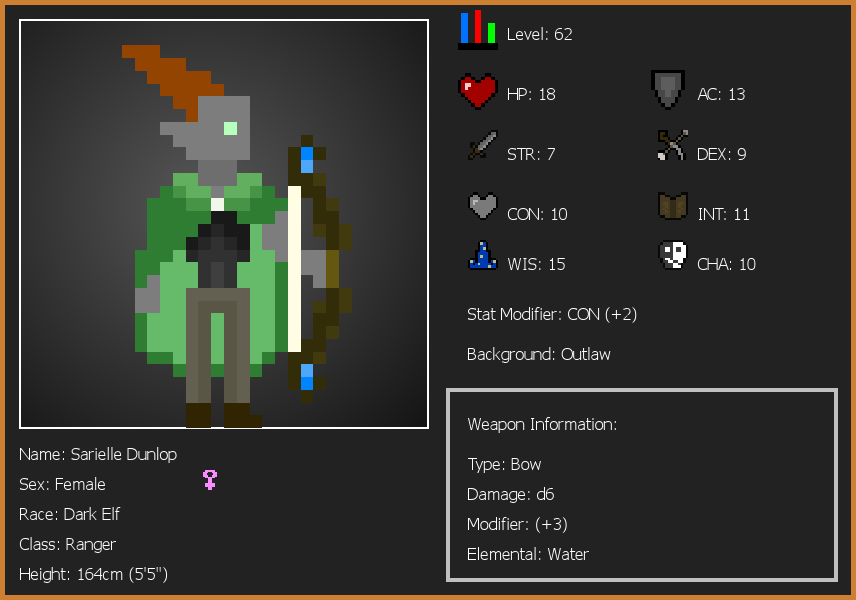 Level: 62
HP: 18
AC: 13
STR: 7
DEX: 9
CON: 10
INT: 11
WIS: 15
CHA: 10
Stat Modifier: CON (+2)
Background: Outlaw
Weapon Information:
Type: Bow
Damage: d6
Modifier: (+3)
Elemental: Water
Name: Sarielle Dunlop
Sex: Female
Race: Dark Elf
Class: Ranger
Height: 164cm (5'5")